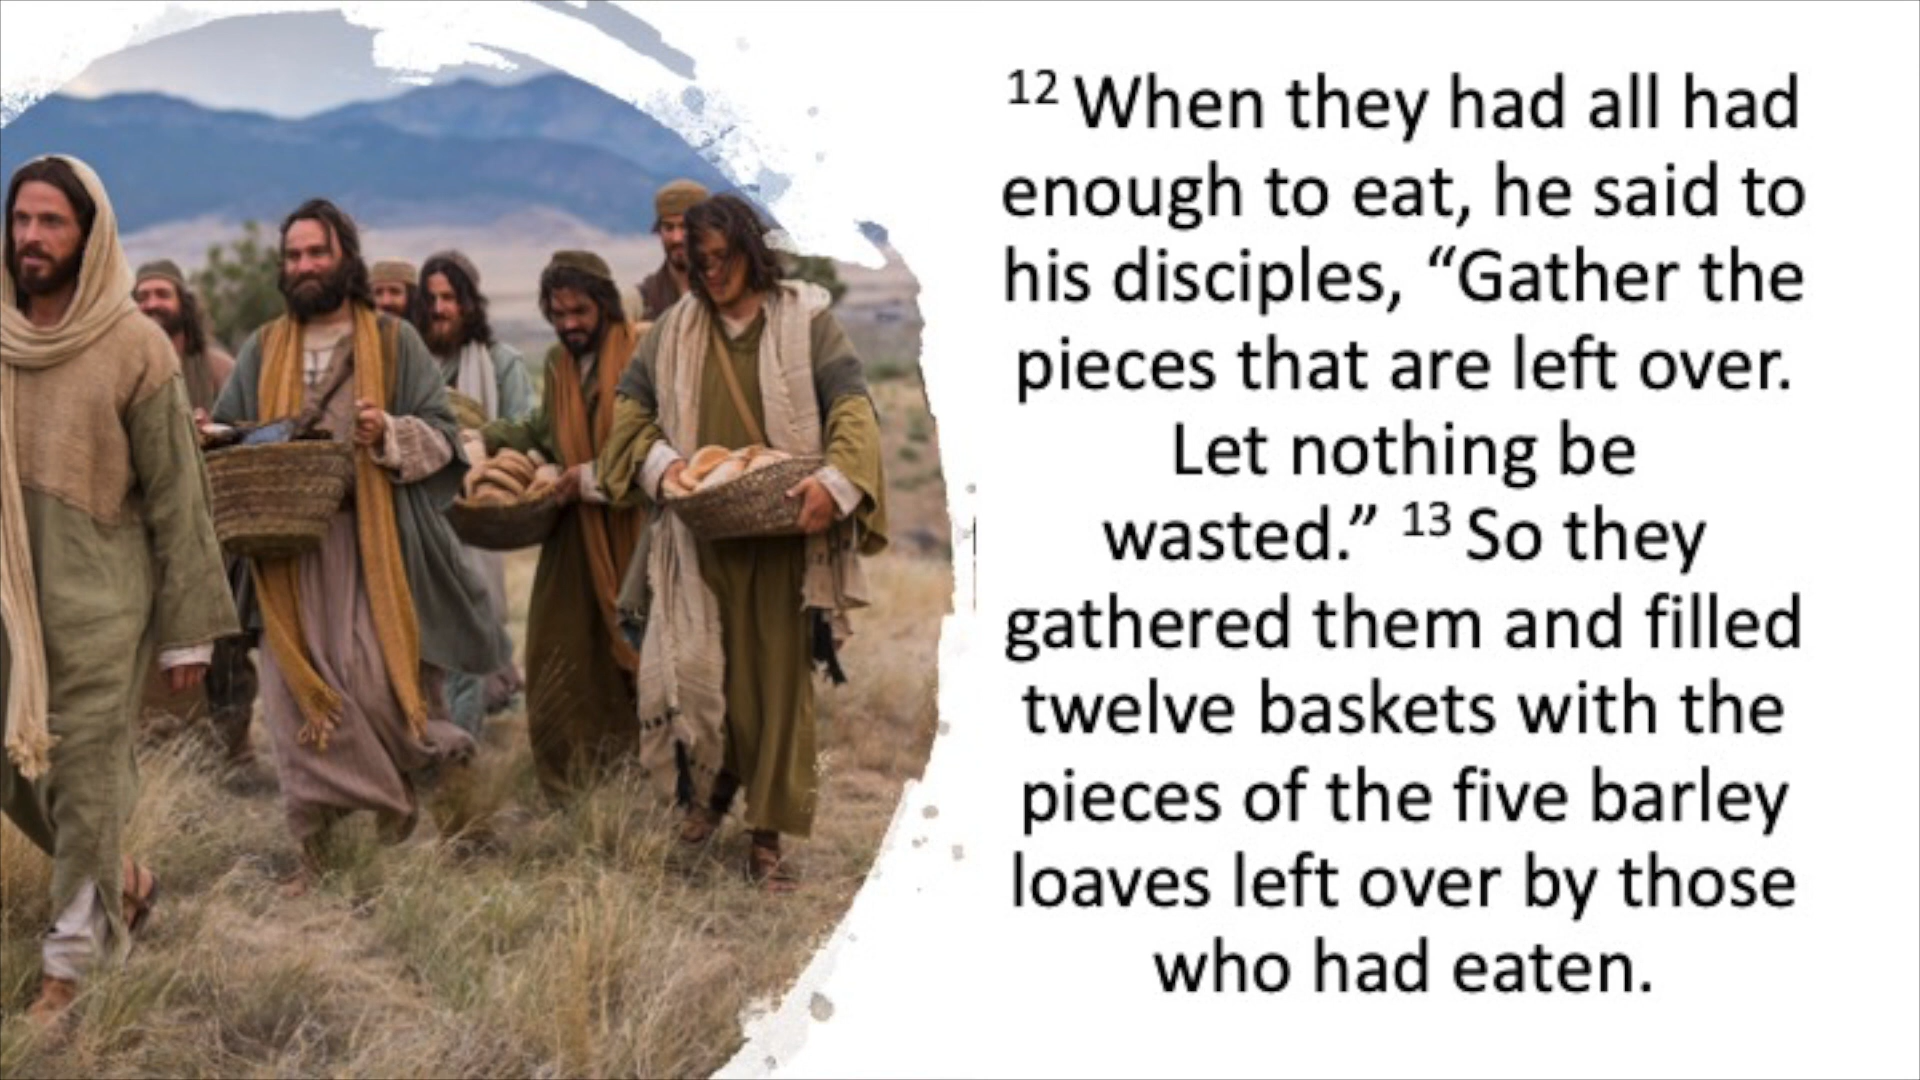 12 When they had all had
enough to eat, he said to
his disciples, “Gather the
pieces that are left over.
Let nothing be
wasted.” 13 So they
gathered them and filled
twelve baskets with the
pieces of the five barley
loaves left over by those
who had eaten.